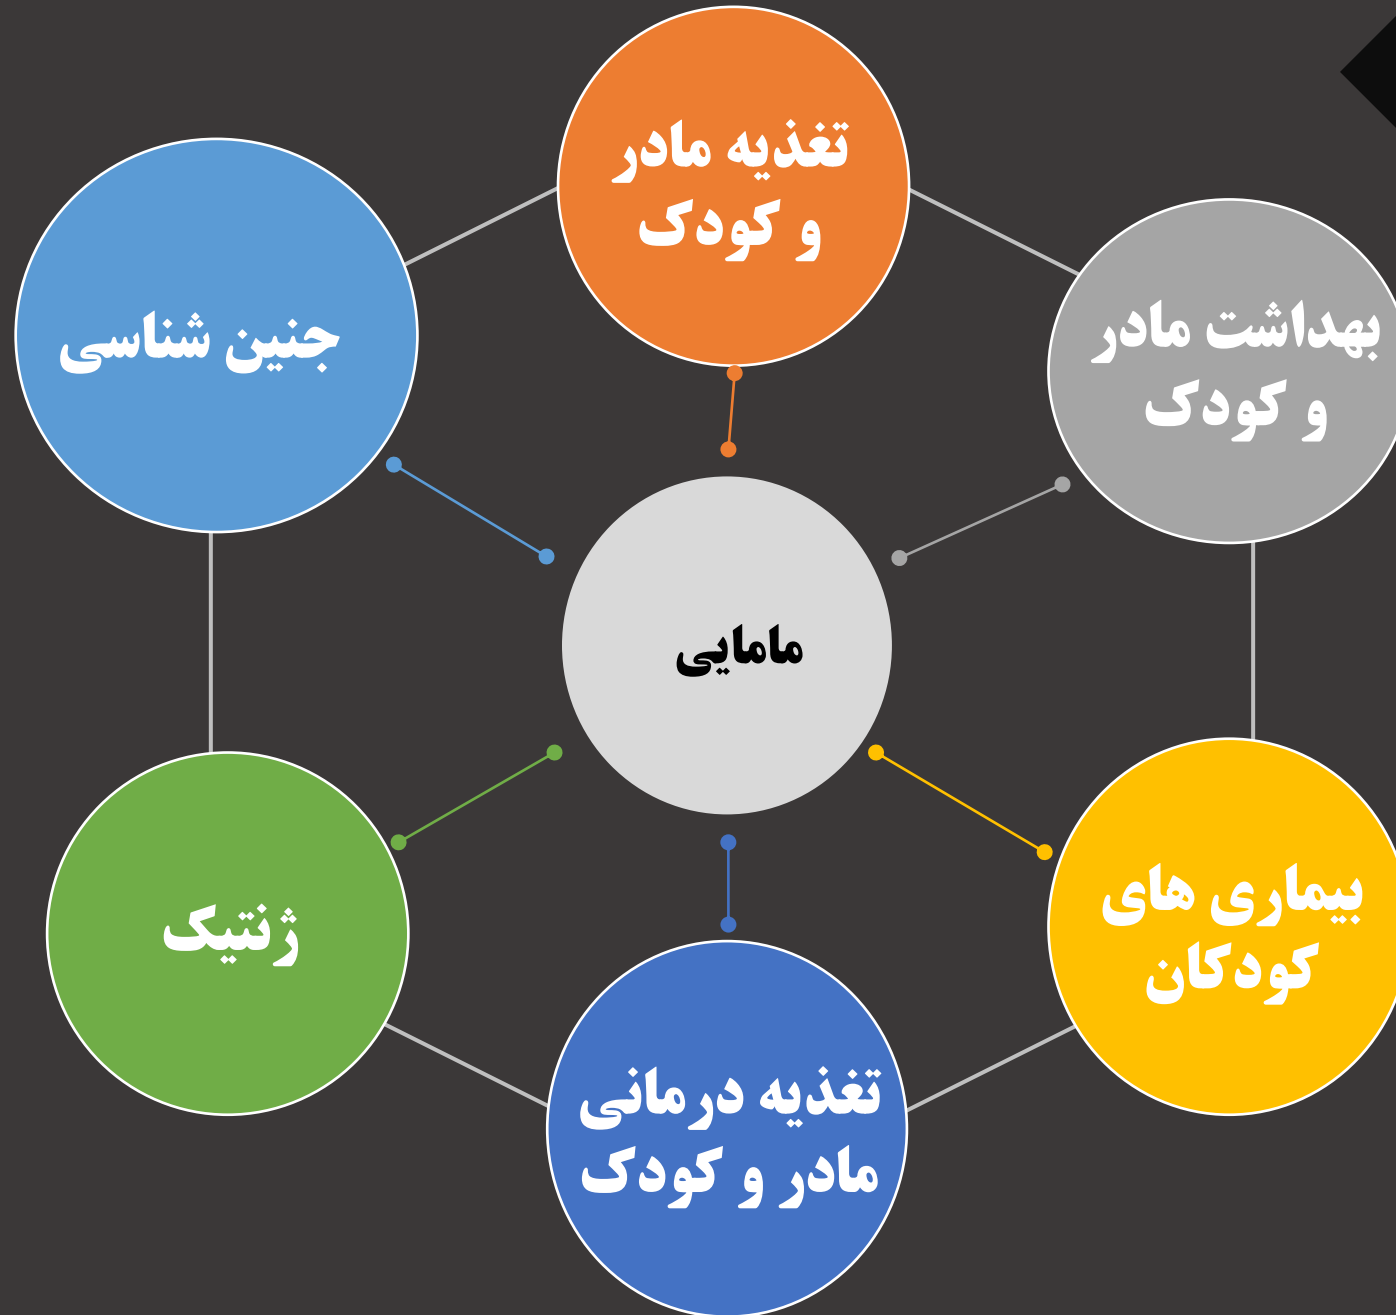 تغذیه مادر
و کودک
بهداشت مادر
و کودک
جنین شناسی
مامایی
بیماری های
کودکان
ژنتیک
تغذیه درمانی
مادر و کودک